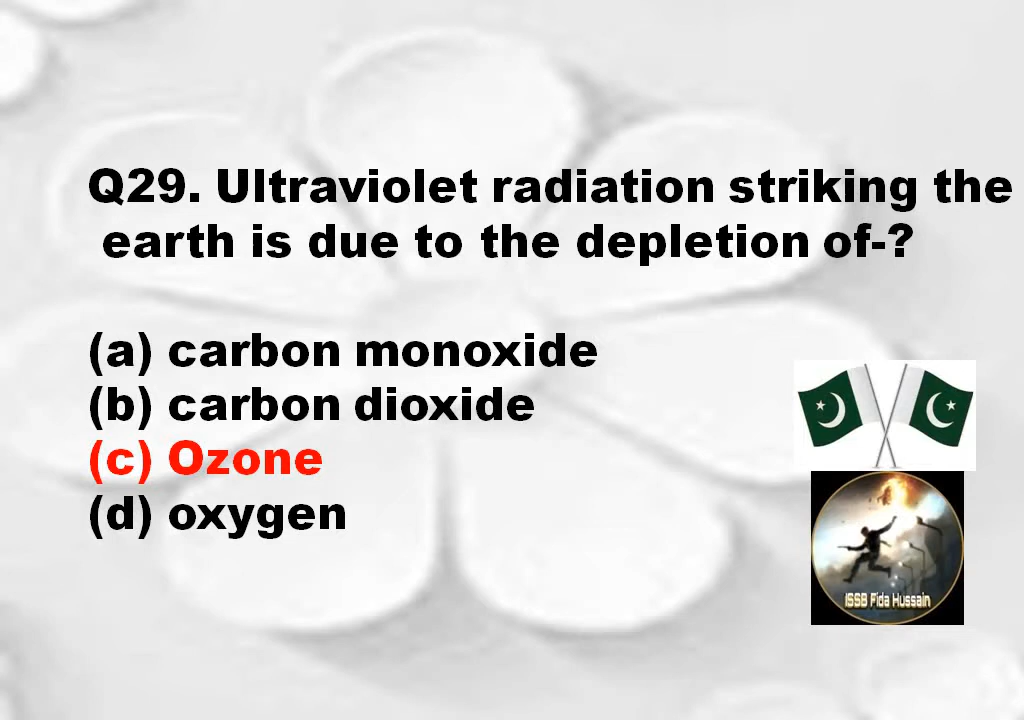 Q29. Ultraviolet radiation striking the
earth is due to the depletion of-?
(a) carbon monoxide
(b) carbon dioxide
(c) Ozone
(d) oxygen
ISSB Fida Hussain